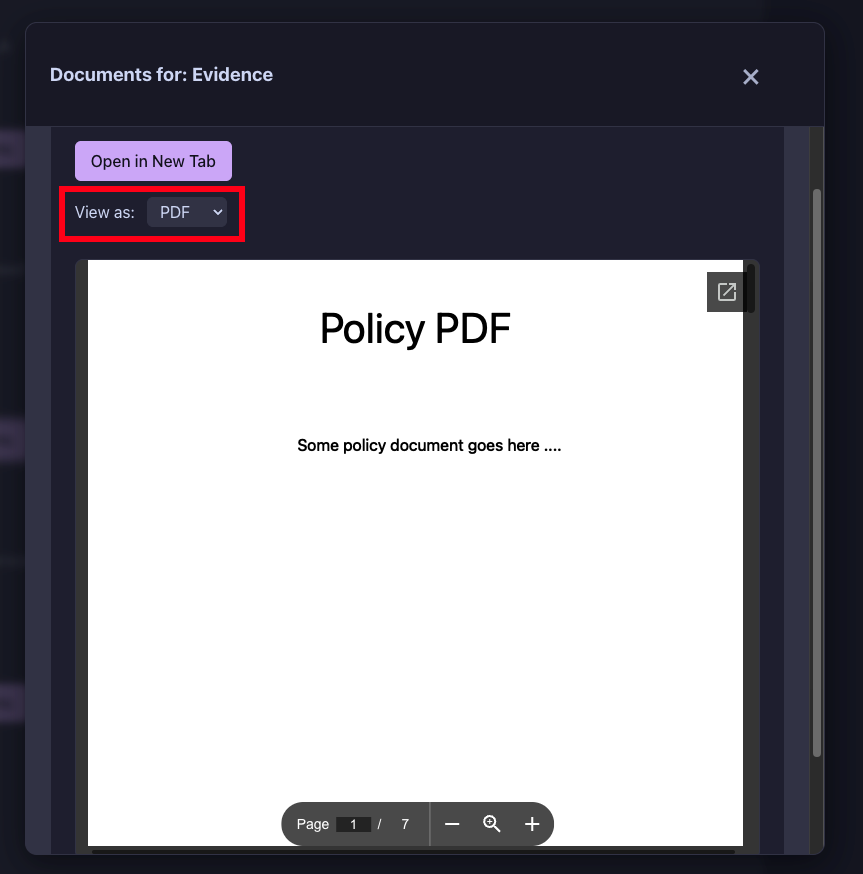 Documents for: Evidence
Open in New Tab
View as: PDF
Policy PDF
Some policy document goes here ....
Page 1 / 7